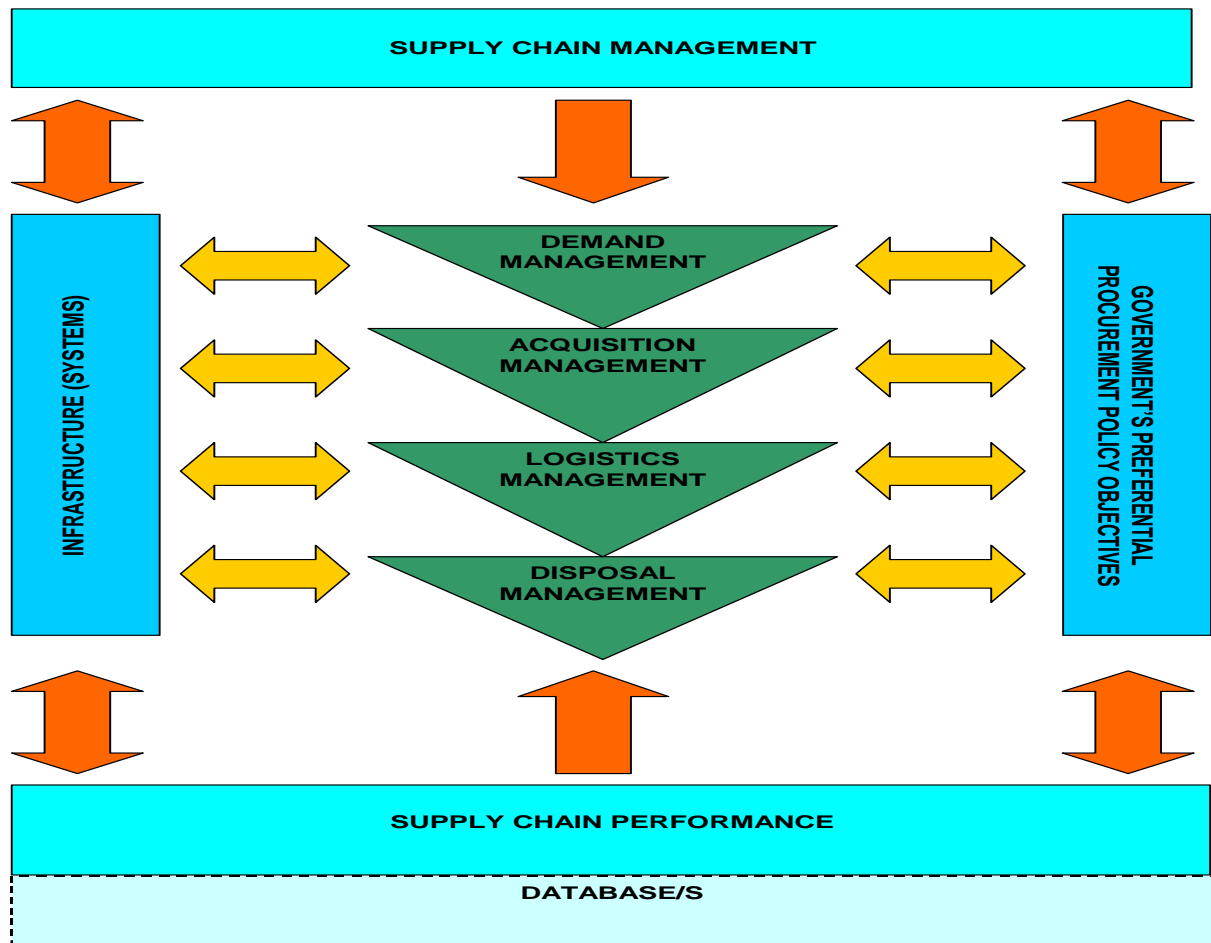 SUPPLY CHAIN MANAGEMENT
DEMAND
MANAGEMENT
ACQUISITION
MANAGEMENT
LOGISTICS
MANAGEMENT
DISPOSAL
MANAGEMENT
INFRASTRUCTURE (SYSTEMS)
GOVERNMENT'S PREFERENTIAL
PROCUREMENT POLICY OBJECTIVES
SUPPLY CHAIN PERFORMANCE
DATABASE/S